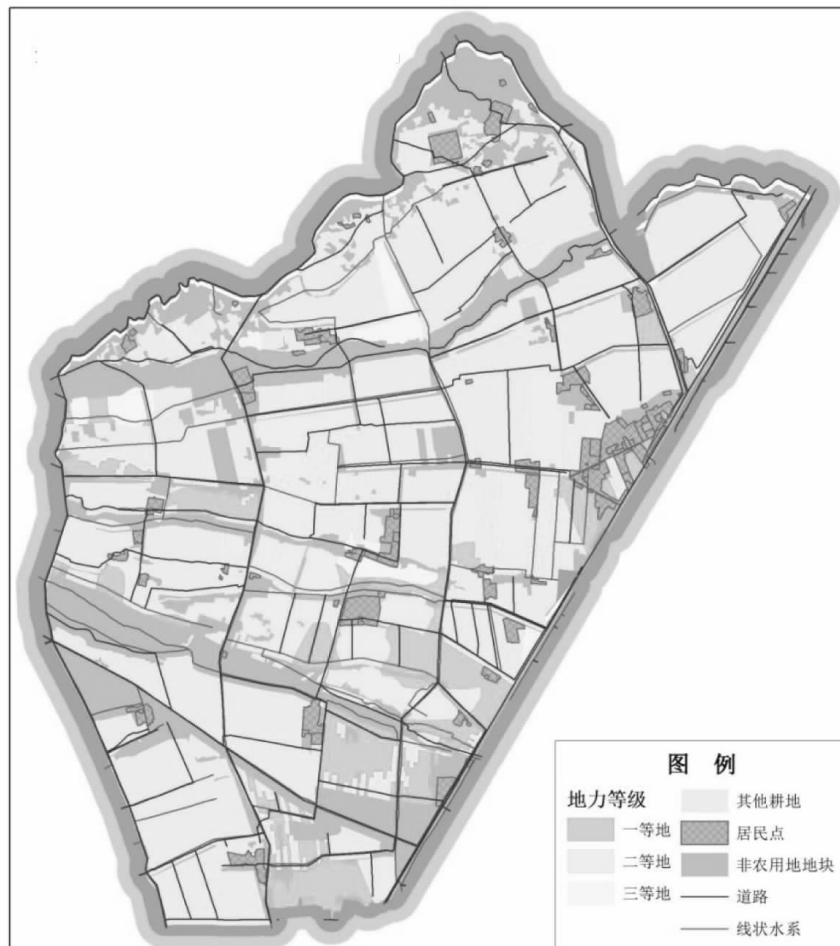 图 例
地力等级
一等地
二等地
三等地
其他耕地
居民点
非农用地地块
道路
线状水系